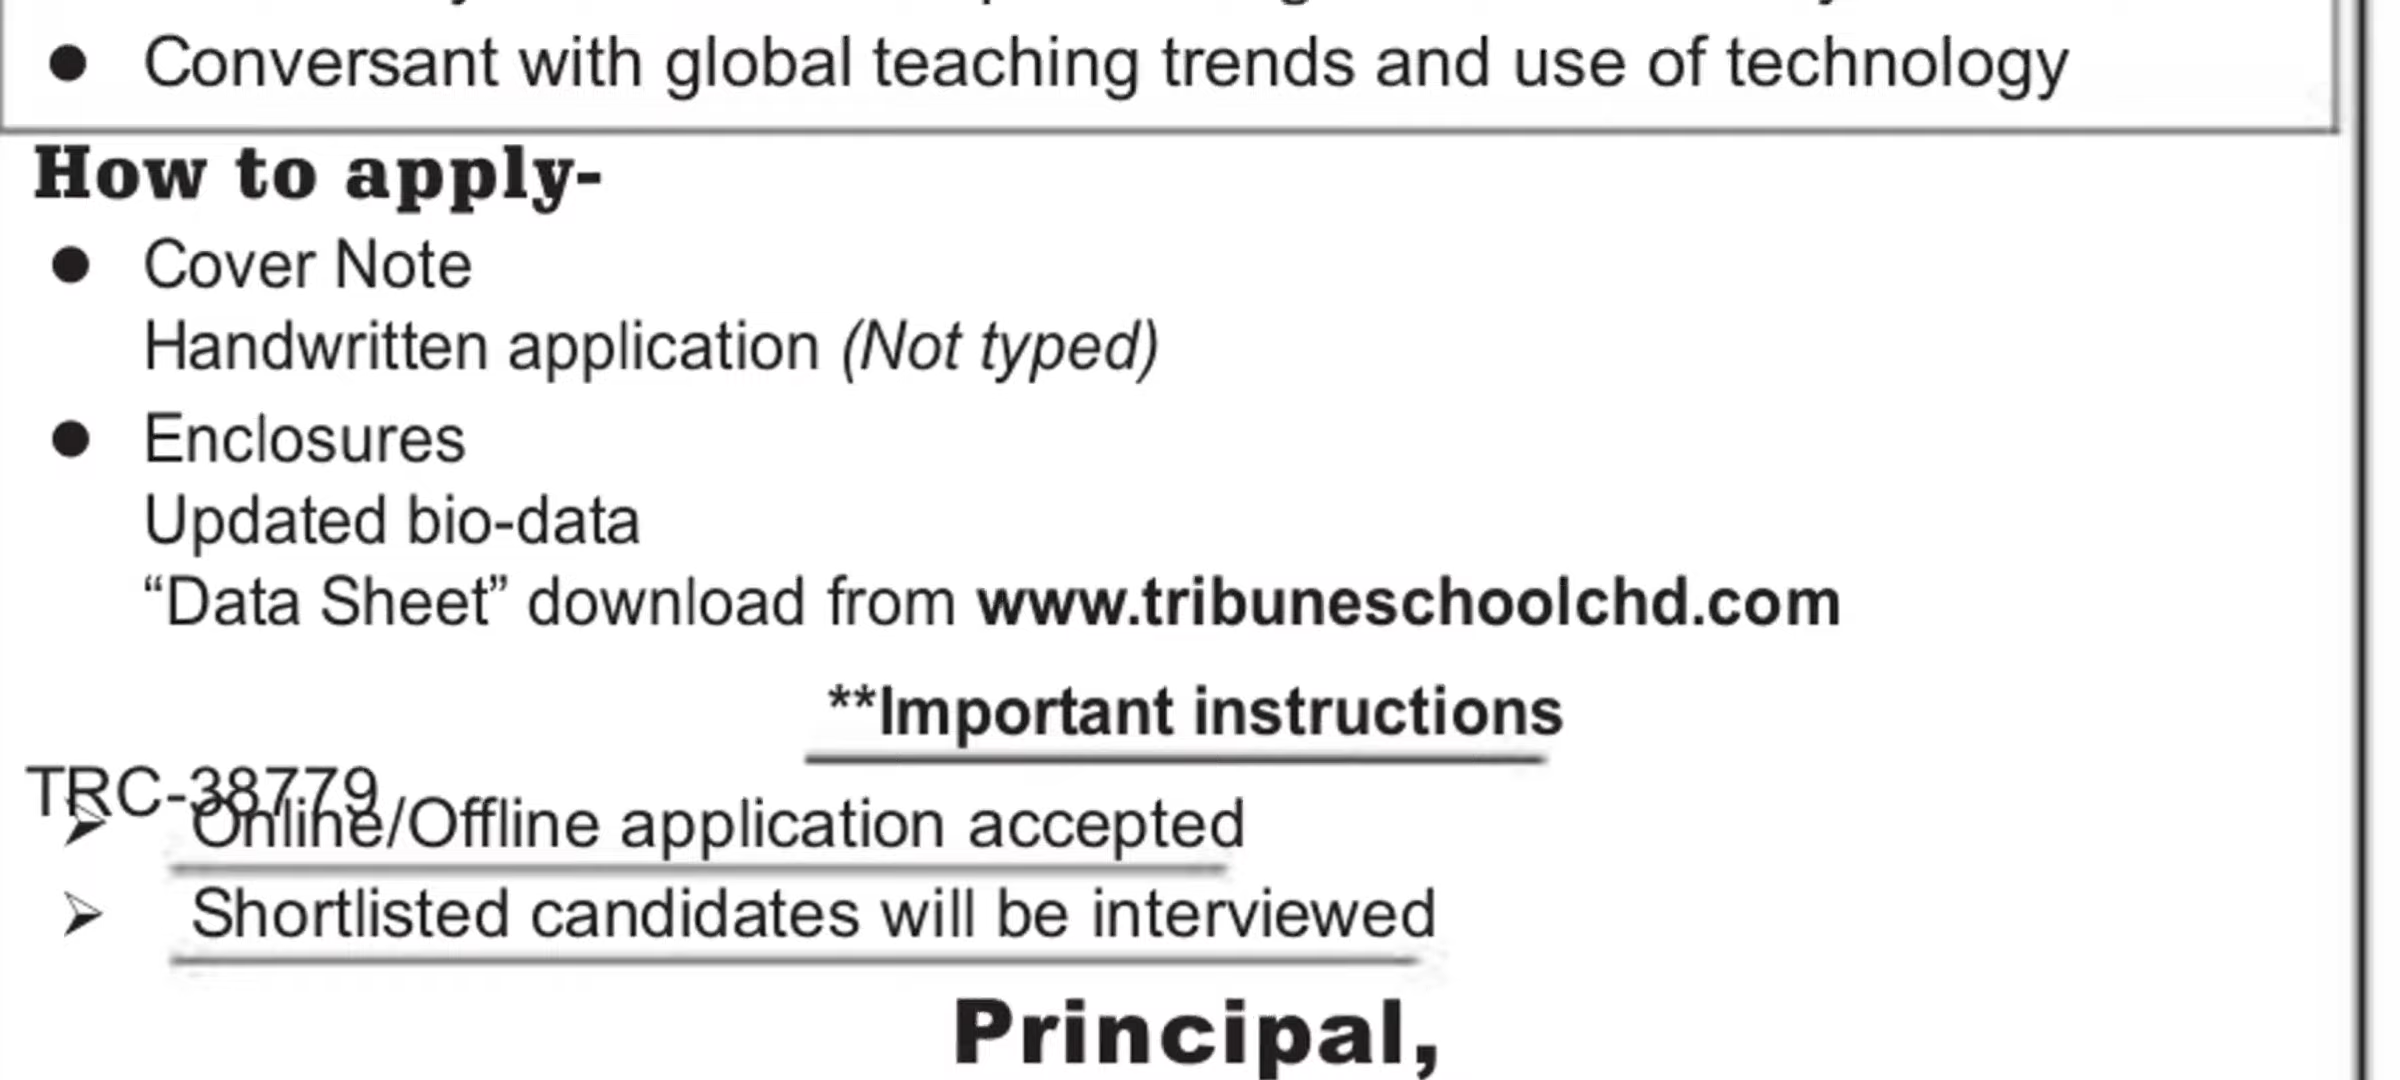 ● Conversant with global teaching trends and use of technology
How to apply-
● Cover Note
Handwritten application (Not typed)
● Enclosures
Updated bio-data
“Data Sheet” download from www.tribuneschoolchd.com
**Important instructions
TRC-38779
➢ Online/Offline application accepted
➢ Shortlisted candidates will be interviewed
Principal,